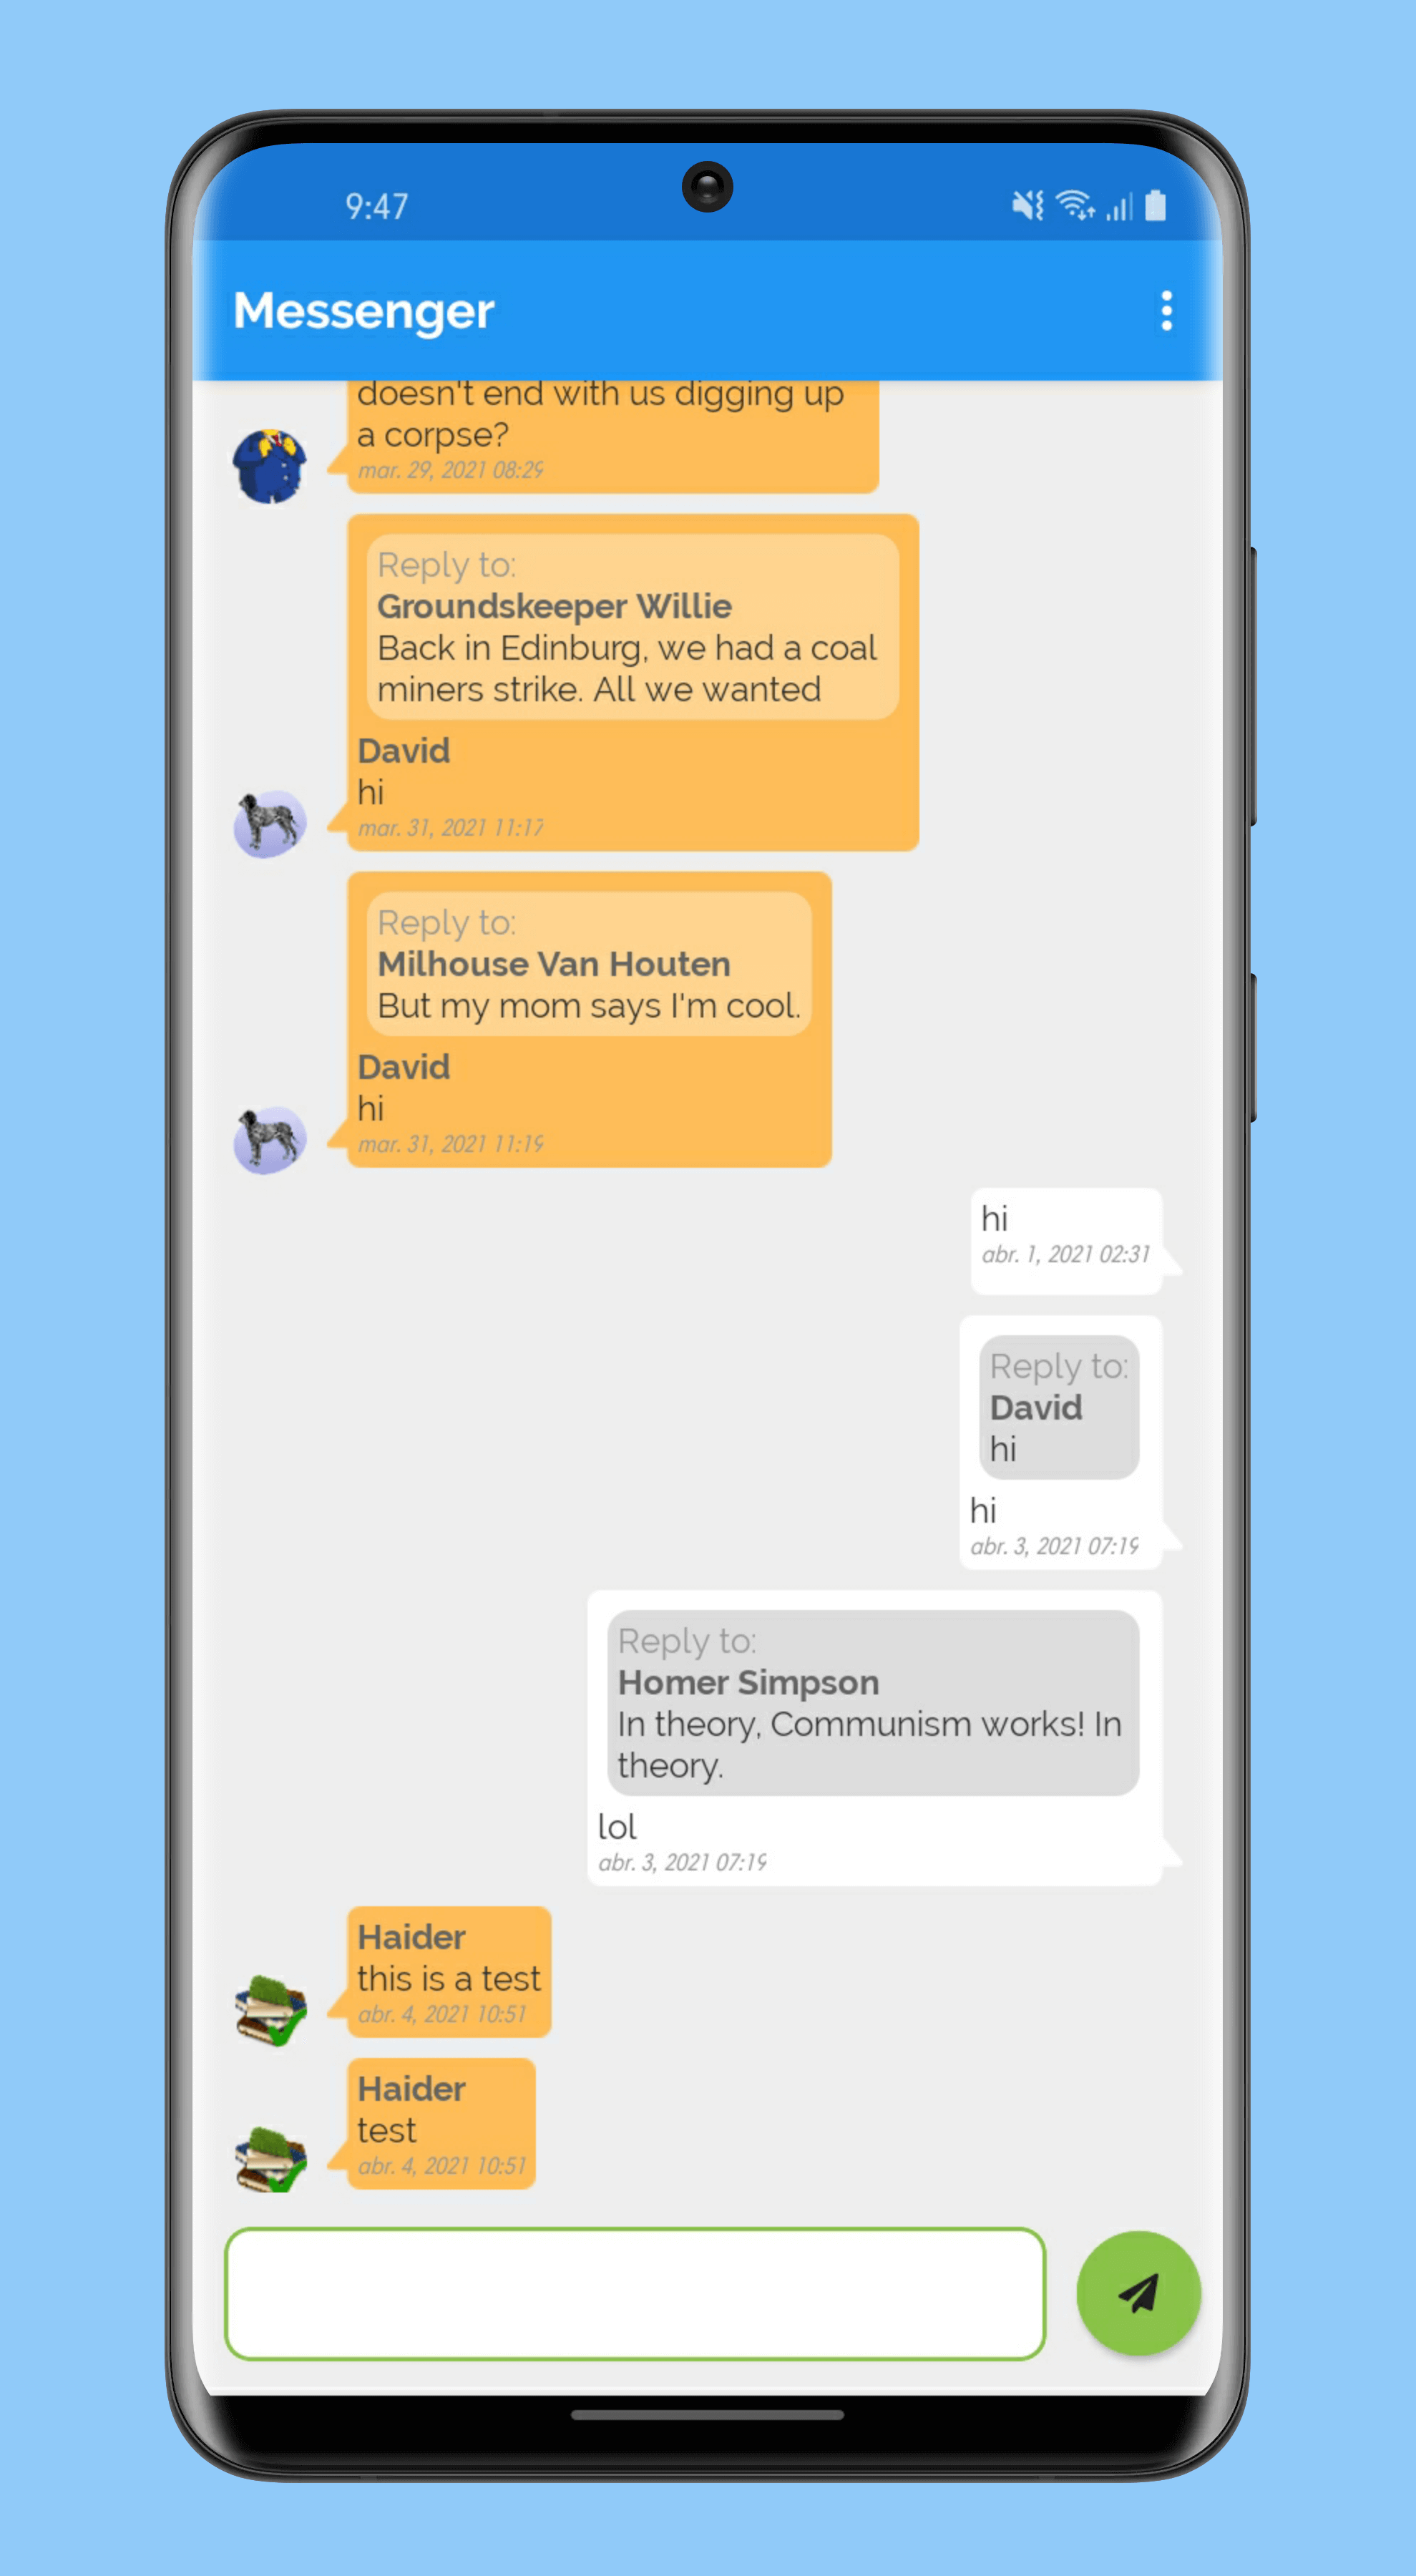 9:47
Messenger
doesn't end with us digging up
a corpse?
mar. 29, 2021 08:29
Reply to:
Groundskeeper Willie
Back in Edinburg, we had a coal
miners strike. All we wanted
David
hi
mar. 31, 2021 11:17
Reply to:
Milhouse Van Houten
But my mom says I'm cool.
David
hi
mar. 31, 2021 11:19
hi
abr. 1, 2021 02:31
Reply to:
David
hi
hi
abr. 3, 2021 07:19
Reply to:
Homer Simpson
In theory, Communism works! In
theory.
lol
abr. 3, 2021 07:19
Haider
this is a test
abr. 4, 2021 10:51
Haider
test
abr. 4, 2021 10:51